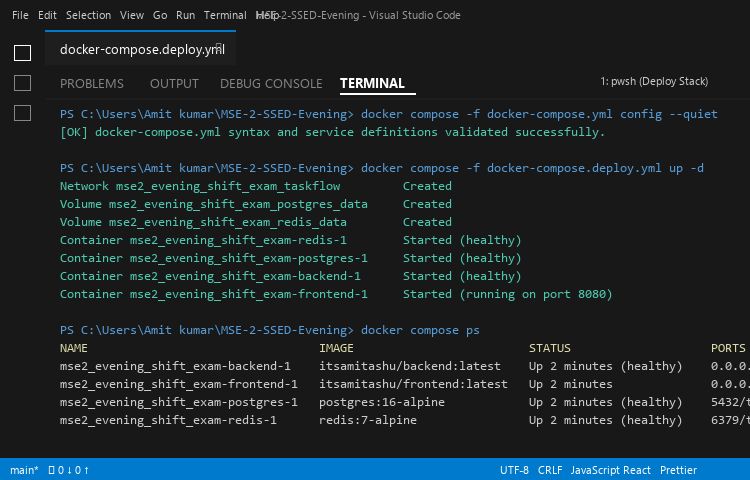 File Edit Selection View Go Run Terminal Help MSE-2-SSED-Evening - Visual Studio Code
docker-compose.deploy.yml
PROBLEMS OUTPUT DEBUG CONSOLE TERMINAL 1: pwsh (Deploy Stack)
PS C:\Users\Amit kumar\MSE-2-SSED-Evening> docker compose -f docker-compose.yml config --quiet
[OK] docker-compose.yml syntax and service definitions validated successfully.
PS C:\Users\Amit kumar\MSE-2-SSED-Evening> docker compose -f docker-compose.deploy.yml up -d
Network mse2_evening_shift_exam_taskflow Created
Volume mse2_evening_shift_exam_postgres_data Created
Volume mse2_evening_shift_exam_redis_data Created
Container mse2_evening_shift_exam-redis-1 Started (healthy)
Container mse2_evening_shift_exam-postgres-1 Started (healthy)
Container mse2_evening_shift_exam-backend-1 Started (healthy)
Container mse2_evening_shift_exam-frontend-1 Started (running on port 8080)
PS C:\Users\Amit kumar\MSE-2-SSED-Evening> docker compose ps
NAME IMAGE STATUS PORTS
mse2_evening_shift_exam-backend-1 itsamitashu/backend:latest Up 2 minutes (healthy) 0.0.0.
mse2_evening_shift_exam-frontend-1 itsamitashu/frontend:latest Up 2 minutes 0.0.0.
mse2_evening_shift_exam-postgres-1 postgres:16-alpine Up 2 minutes (healthy) 5432/t
mse2_evening_shift_exam-redis-1 redis:7-alpine Up 2 minutes (healthy) 6379/t
main* 0↓ 0↑ UTF-8 CRLF JavaScript React Prettier